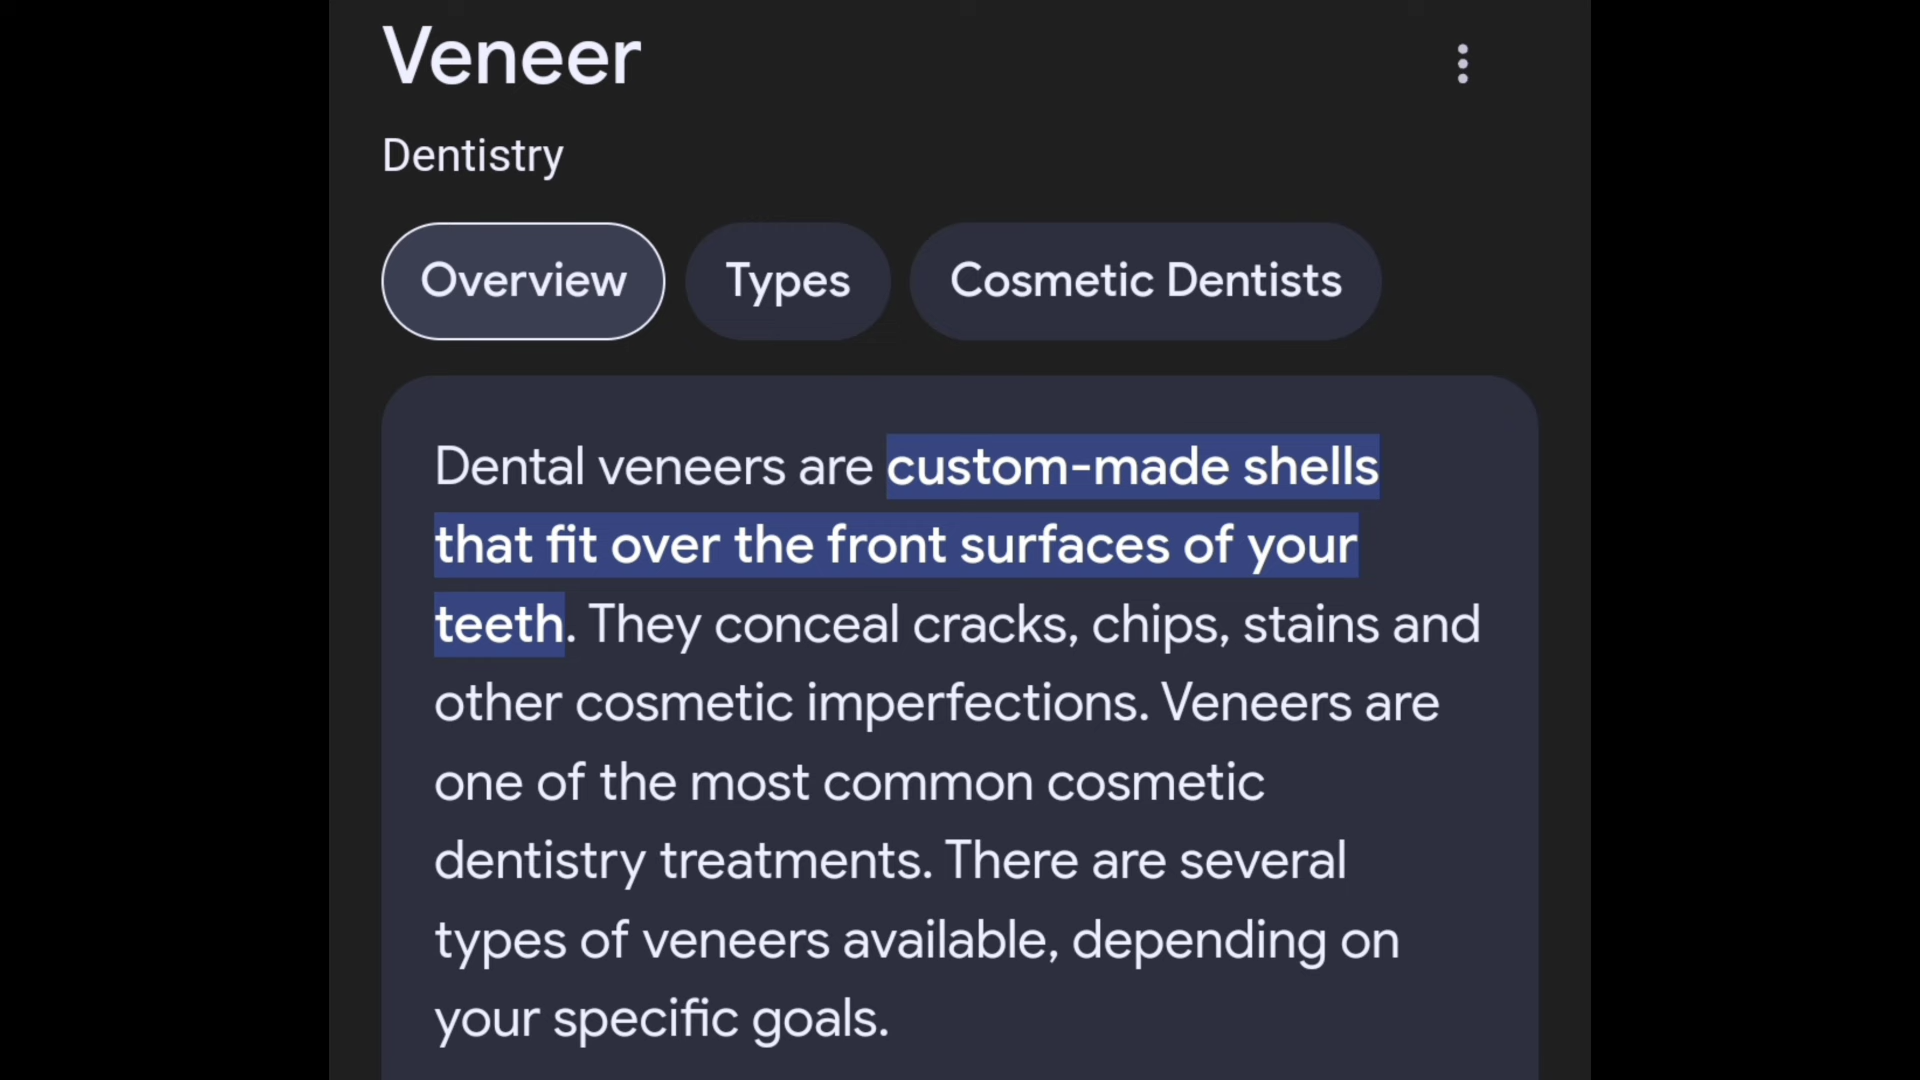 Veneer
Dentistry
Overview
Types
Cosmetic Dentists
Dental veneers are custom-made shells
that fit over the front surfaces of your
teeth. They conceal cracks, chips, stains and
other cosmetic imperfections. Veneers are
one of the most common cosmetic
dentistry treatments. There are several
types of veneers available, depending on
your specific goals.